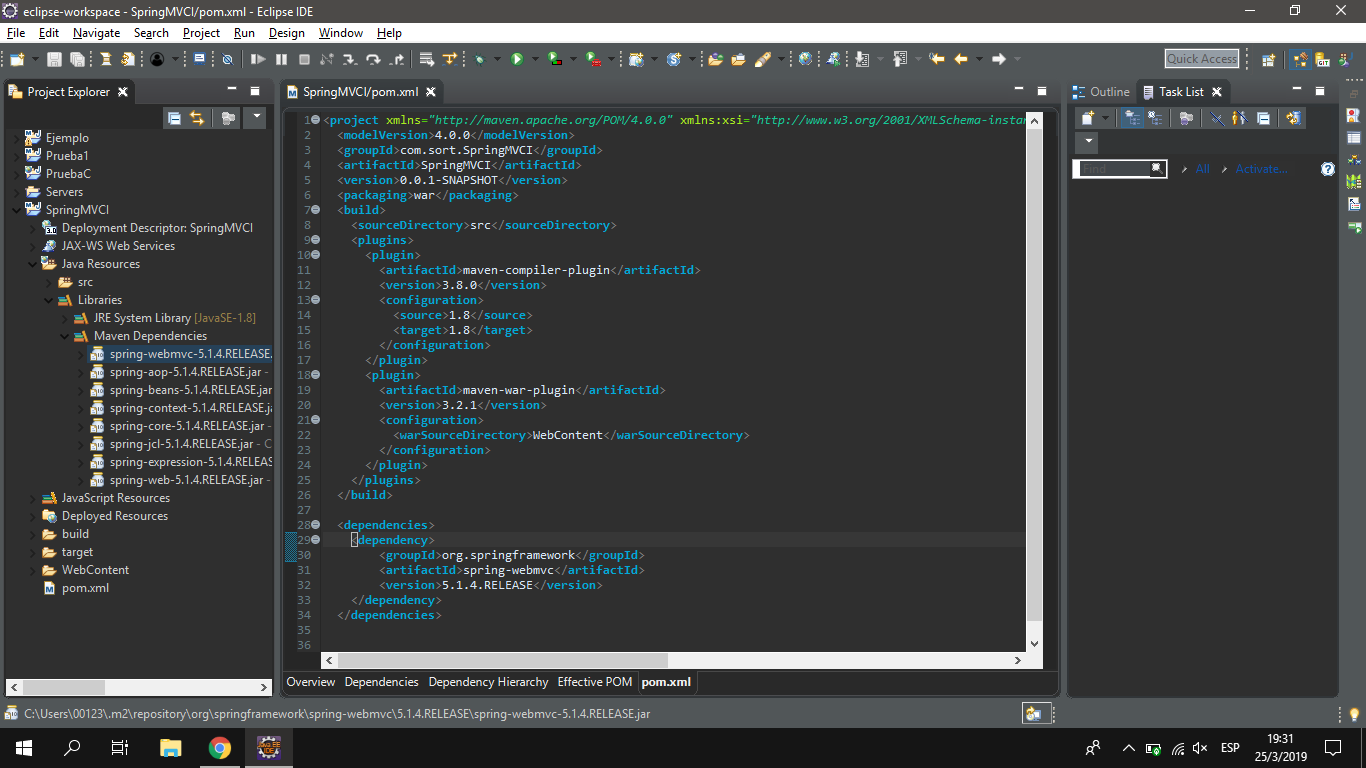 eclipse-workspace - SpringMVCI/pom.xml - Eclipse IDE
File Edit Navigate Search Project Run Design Window Help
Quick Access
Project Explorer
Ejemplo
Prueba1
PruebaC
Servers
SpringMVCI
Deployment Descriptor: SpringMVCI
JAX-WS Web Services
Java Resources
src
Libraries
JRE System Library [JavaSE-1.8]
Maven Dependencies
spring-webmvc-5.1.4.RELEASE.
spring-aop-5.1.4.RELEASE.jar -
spring-beans-5.1.4.RELEASE.jar
spring-context-5.1.4.RELEASE.ja
spring-core-5.1.4.RELEASE.jar -
spring-jcl-5.1.4.RELEASE.jar - C
spring-expression-5.1.4.RELEAS
spring-web-5.1.4.RELEASE.jar -
JavaScript Resources
Deployed Resources
build
target
WebContent
pom.xml
SpringMVCI/pom.xml
1 <project xmlns="http://maven.apache.org/POM/4.0.0" xmlns:xsi="http://www.w3.org/2001/XMLSchema-instan
2 <modelVersion>4.0.0</modelVersion>
3 <groupId>com.sort.SpringMVCI</groupId>
4 <artifactId>SpringMVCI</artifactId>
5 <version>0.0.1-SNAPSHOT</version>
6 <packaging>war</packaging>
7 <build>
8 <sourceDirectory>src</sourceDirectory>
9 <plugins>
10 <plugin>
11 <artifactId>maven-compiler-plugin</artifactId>
12 <version>3.8.0</version>
13 <configuration>
14 <source>1.8</source>
15 <target>1.8</target>
16 </configuration>
17 </plugin>
18 <plugin>
19 <artifactId>maven-war-plugin</artifactId>
20 <version>3.2.1</version>
21 <configuration>
22 <warSourceDirectory>WebContent</warSourceDirectory>
23 </configuration>
24 </plugin>
25 </plugins>
26 </build>
27
28 <dependencies>
29 <dependency>
30 <groupId>org.springframework</groupId>
31 <artifactId>spring-webmvc</artifactId>
32 <version>5.1.4.RELEASE</version>
33 </dependency>
34 </dependencies>
35
36
Overview Dependencies Dependency Hierarchy Effective POM pom.xml
Outline Task List
Find All Activate...
C:\Users\00123\.m2\repository\org\springframework\spring-webmvc\5.1.4.RELEASE\spring-webmvc-5.1.4.RELEASE.jar
ESP
19:31
25/3/2019